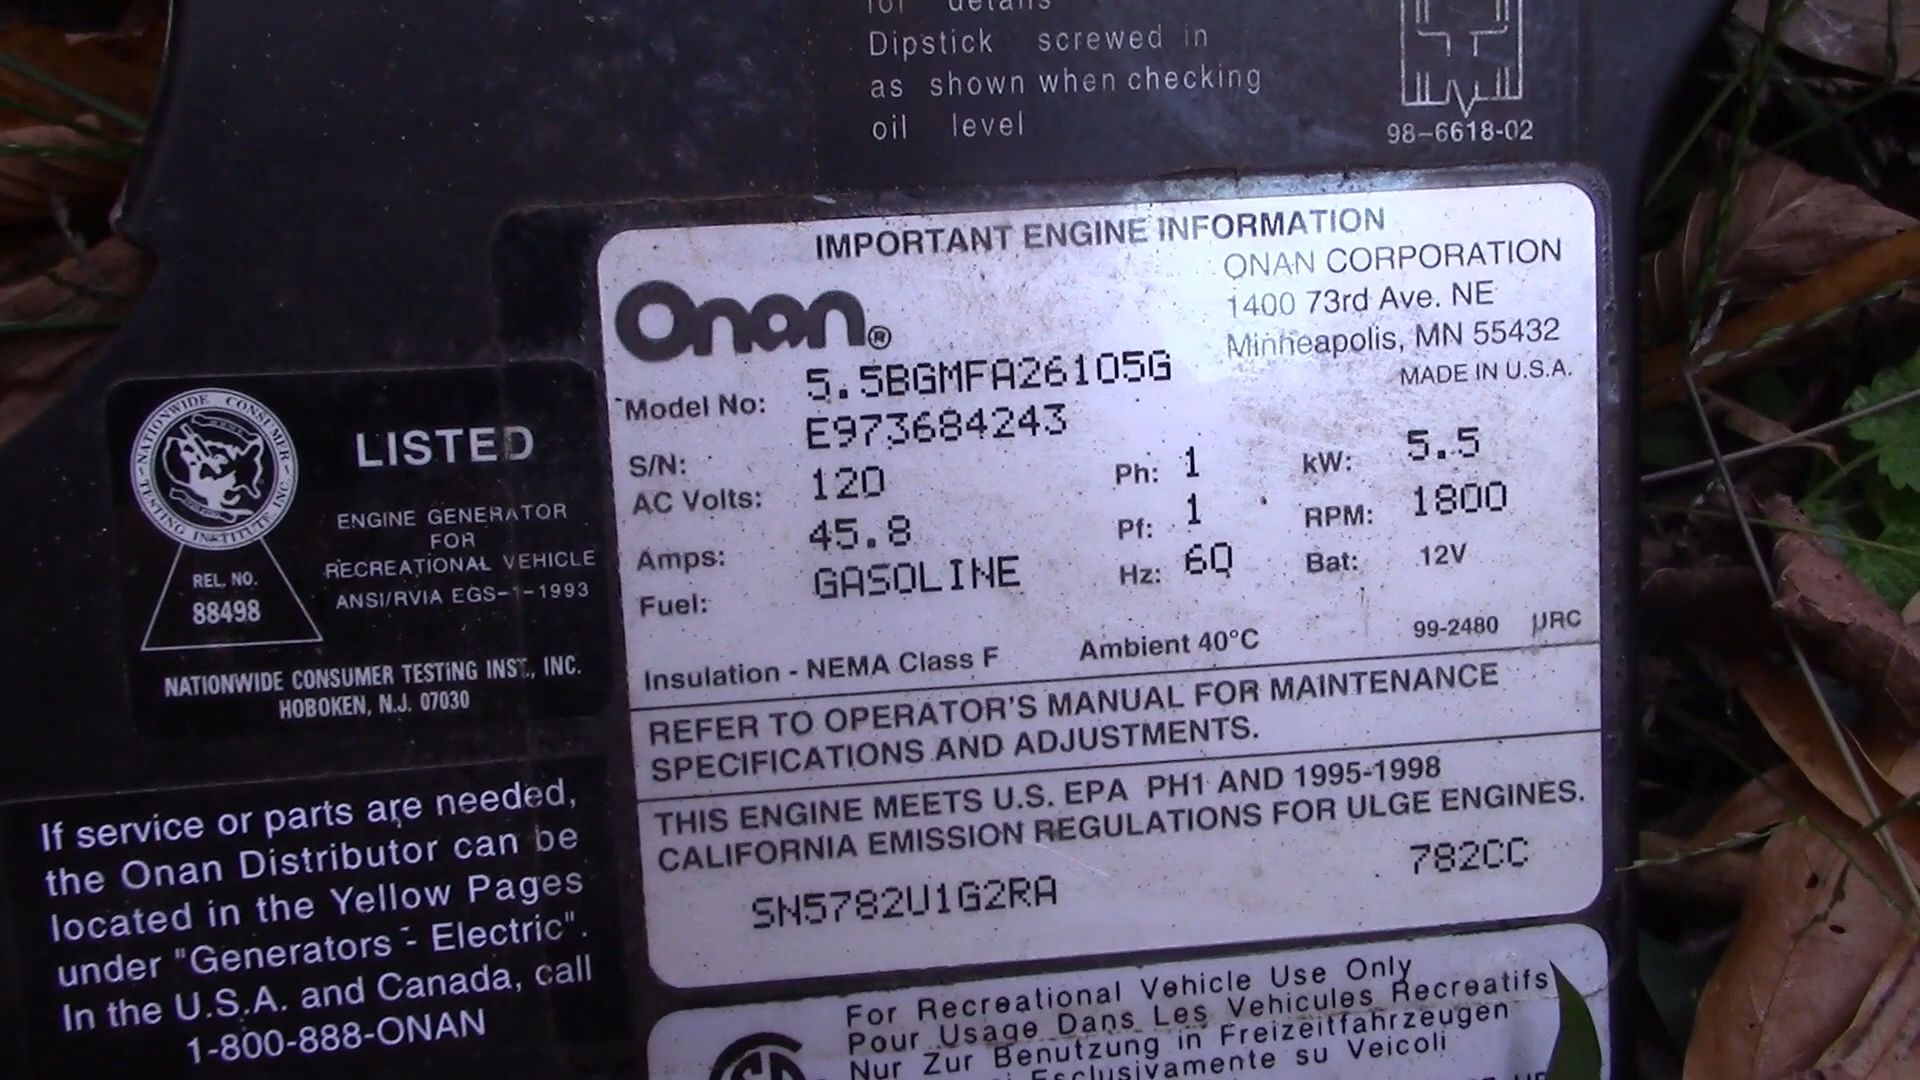 for details
Dipstick screwed in
as shown when checking
oil level
98-6618-02
IMPORTANT ENGINE INFORMATION
Onan®
ONAN CORPORATION
1400 73rd Ave. NE
Minneapolis, MN 55432
MADE IN U.S.A.
Model No: 5.5BGMFA26105G
S/N: E973684243
AC Volts: 120 Ph: 1 kW: 5.5
Amps: 45.8 Pf: 1 RPM: 1800
Fuel: GASOLINE Hz: 60 Bat: 12V
Insulation - NEMA Class F Ambient 40°C 99-2480 URC
REFER TO OPERATOR'S MANUAL FOR MAINTENANCE
SPECIFICATIONS AND ADJUSTMENTS.
THIS ENGINE MEETS U.S. EPA PH1 AND 1995-1998
CALIFORNIA EMISSION REGULATIONS FOR ULGE ENGINES.
SN5782U1G2RA 782CC
NATIONWIDE CONSUMER
TESTING INSTITUTE INC.
REL. NO.
88498
LISTED
ENGINE GENERATOR
FOR
RECREATIONAL VEHICLE
ANSI/RVIA EGS-1-1993
NATIONWIDE CONSUMER TESTING INST., INC.
HOBOKEN, N.J. 07030
If service or parts are needed,
the Onan Distributor can be
located in the Yellow Pages
under "Generators - Electric".
In the U.S.A. and Canada, call
1-800-888-ONAN
For Recreational Vehicle Use Only
Pour Usage Dans Les Vehicules Recreatifs
Nur Zur Benutzung in Freizeitfahrzeugen
Esclusivamente su Veicoli